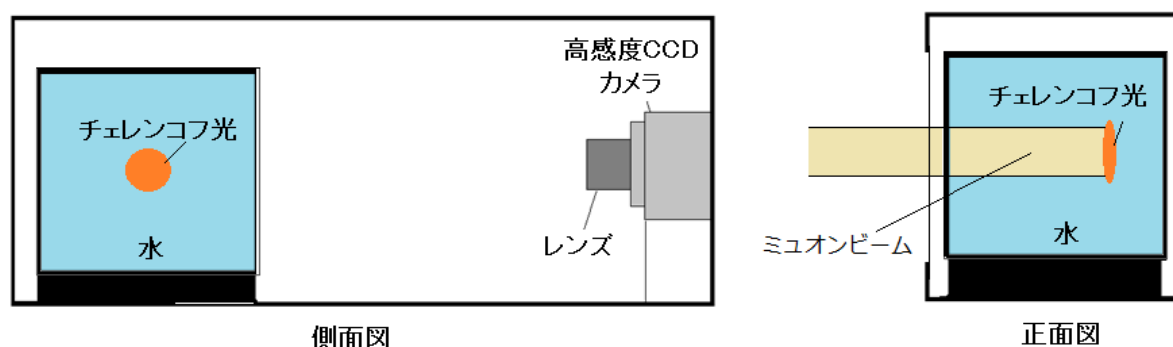 高感度CCD
カメラ
チェレンコフ光
レンズ
水
側面図
チェレンコフ光
ミュオンビーム
水
正面図